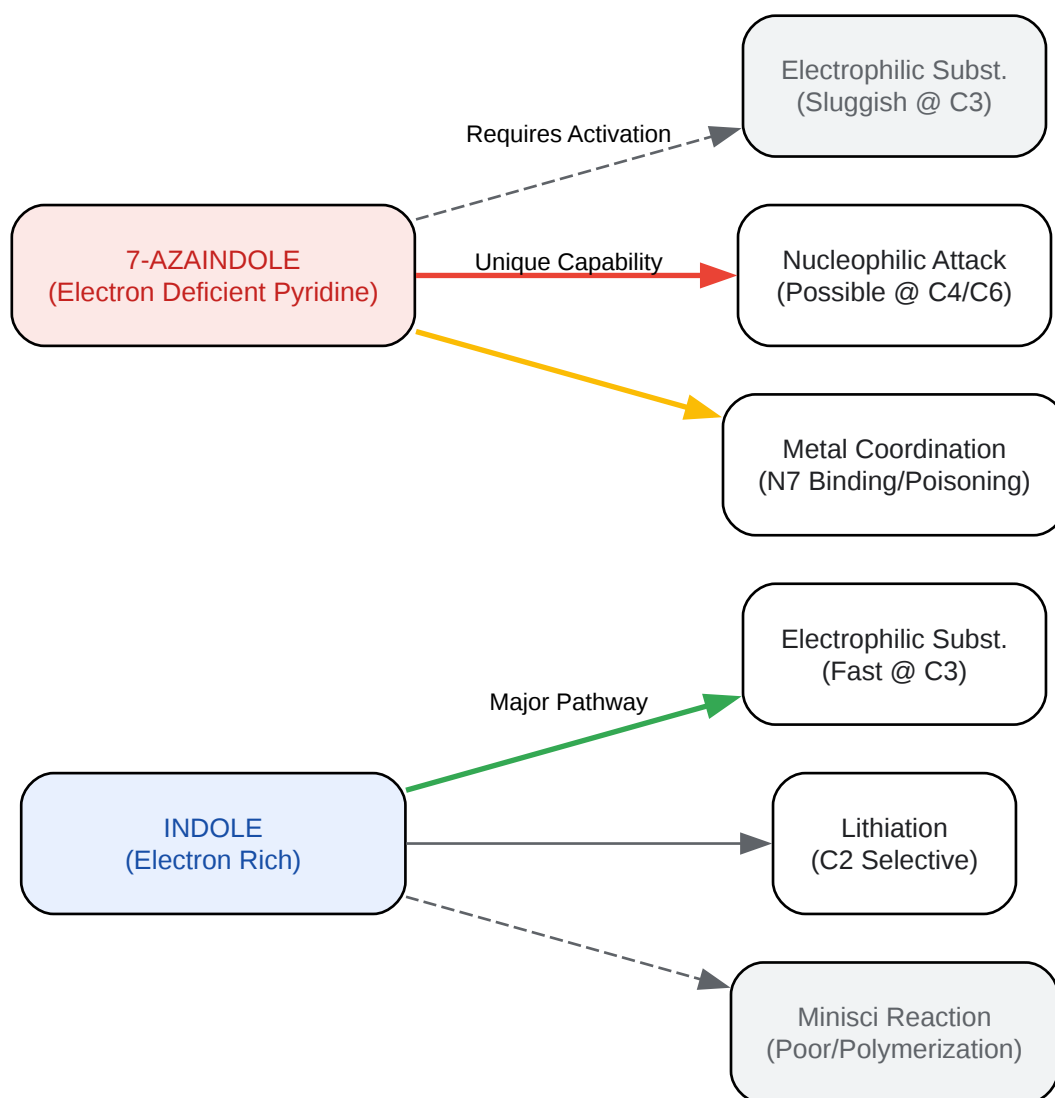 Electrophilic Subst.
(Sluggish @ C3)
Requires Activation
7-AZAINDOLE
(Electron Deficient Pyridine)
Unique Capability
Nucleophilic Attack
(Possible @ C4/C6)
Metal Coordination
(N7 Binding/Poisoning)
Electrophilic Subst.
(Fast @ C3)
Major Pathway
INDOLE
(Electron Rich)
Lithiation
(C2 Selective)
Minisci Reaction
(Poor/Polymerization)